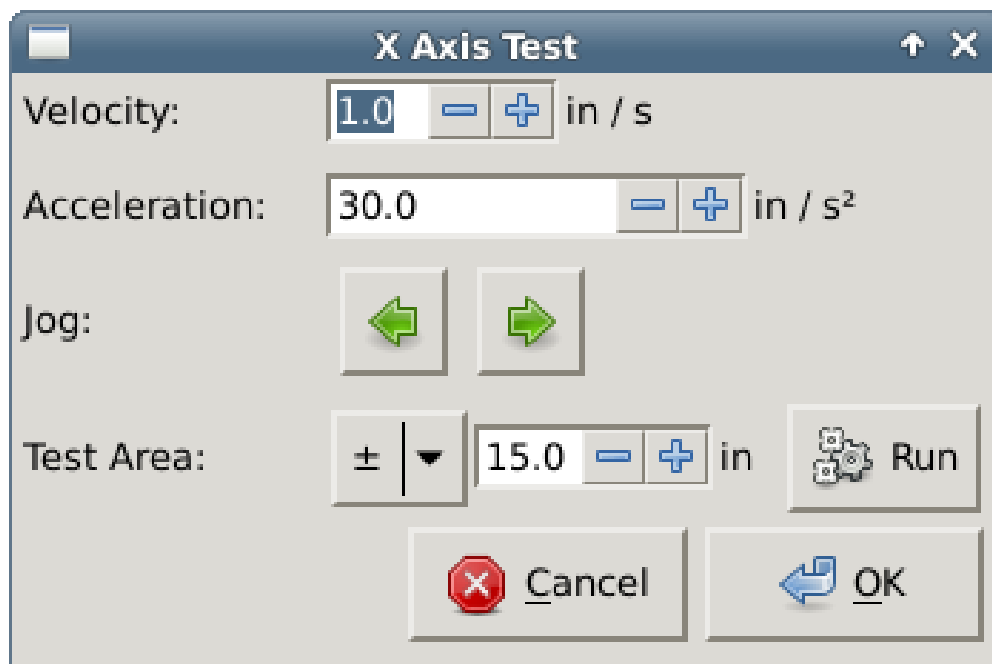 X Axis Test
Velocity: 1.0 in / s
Acceleration: 30.0 in / s²
Jog:
Test Area: ± 15.0 in Run
Cancel OK